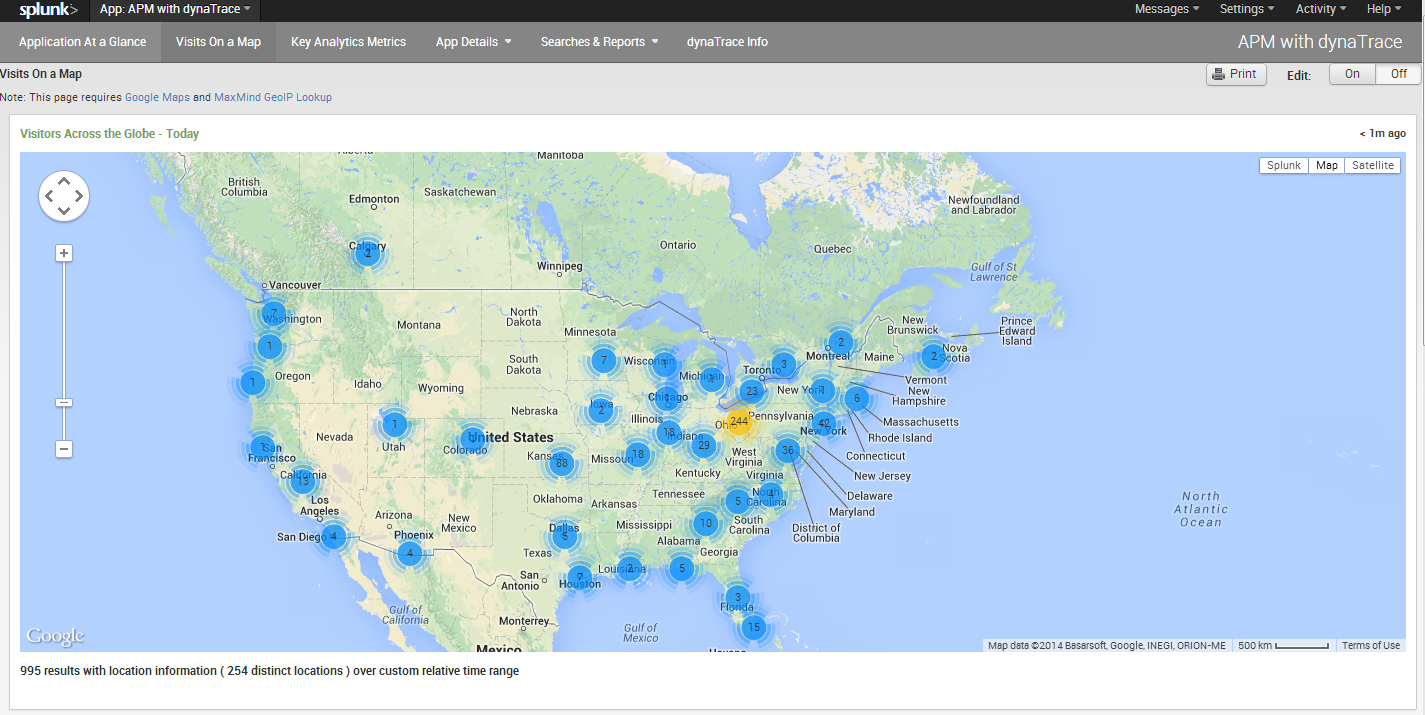 splunk> App: APM with dynaTrace Messages Settings Activity Help
Application At a Glance Visits On a Map Key Analytics Metrics App Details Searches & Reports dynaTrace Info APM with dynaTrace
Visits On a Map Print Edit: On Off
Note: This page requires Google Maps and MaxMind GeoIP Lookup
Visitors Across the Globe - Today < 1m ago
Manitoba
Splunk Map Satellite
British
Columbia
Edmonton
Saskatchewan
Newfoundland
and Labrador
Calgary
2
Ontario
Quebec
Winnipeg
Gulf of St
Lawrence
Vancouver
7
Washington
Montana
North
Dakota
Minnesota
New
Brunswick
Prince
Edward
Island
1
Oregon
1
Idaho
Wyoming
South
Dakota
7
Wisconsin
1
Michigan
Toronto
3
2
Montreal
Maine
2
Nova
Scotia
Vermont
New
Hampshire
Massachusetts
Rhode Island
Connecticut
New Jersey
Delaware
Maryland
District of
Columbia
Nebraska
Iowa
2
Chicago
Illinois
18
Indiana
29
23
New York
6
244
Ohio
Pennsylvania
42
New York
36
West
Virginia
Virginia
Nevada
1
Utah
Colorado
United States
Kansas
88
Missouri
18
Kentucky
San
Francisco
California
13
Los
Angeles
San Diego
4
Arizona
Phoenix
4
New
Mexico
Oklahoma
Arkansas
Tennessee
5
North
Carolina
4
South
Carolina
10
Mississippi
Alabama
Georgia
Dallas
5
Texas
San
Antonio
7
Houston
Louisiana
2
5
3
Florida
15
North
Atlantic
Ocean
Gulf of
California
Monterrey
Gulf of
Mexico
Mexico
Google
Map data ©2014 Basarsoft, Google, INEGI, ORION-ME 500 km Terms of Use
995 results with location information ( 254 distinct locations ) over custom relative time range